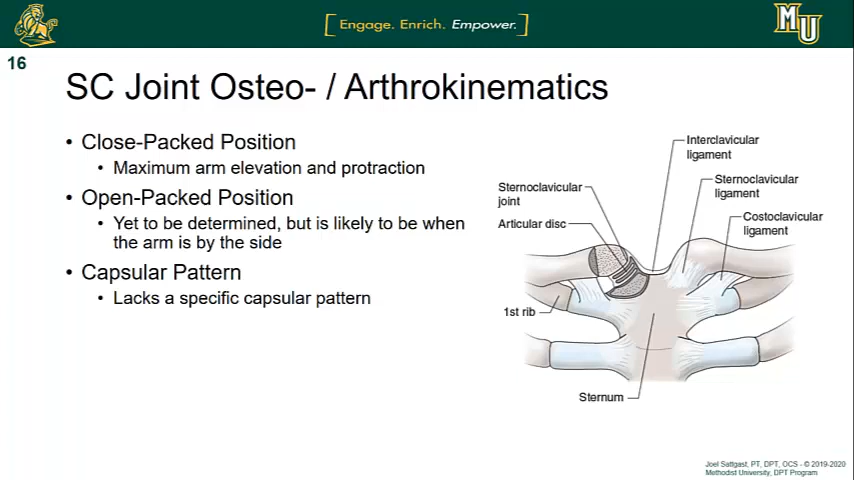 [ Engage. Enrich. Empower. ]
MU
16
SC Joint Osteo- / Arthrokinematics
• Close-Packed Position
• Maximum arm elevation and protraction
• Open-Packed Position
• Yet to be determined, but is likely to be when
the arm is by the side
• Capsular Pattern
• Lacks a specific capsular pattern
Interclavicular
ligament
Sternoclavicular
joint
Sternoclavicular
ligament
Articular disc
Costoclavicular
ligament
1st rib
Sternum
Joel Sattgast, PT, DPT, OCS - © 2019-2020
Methodist University, DPT Program